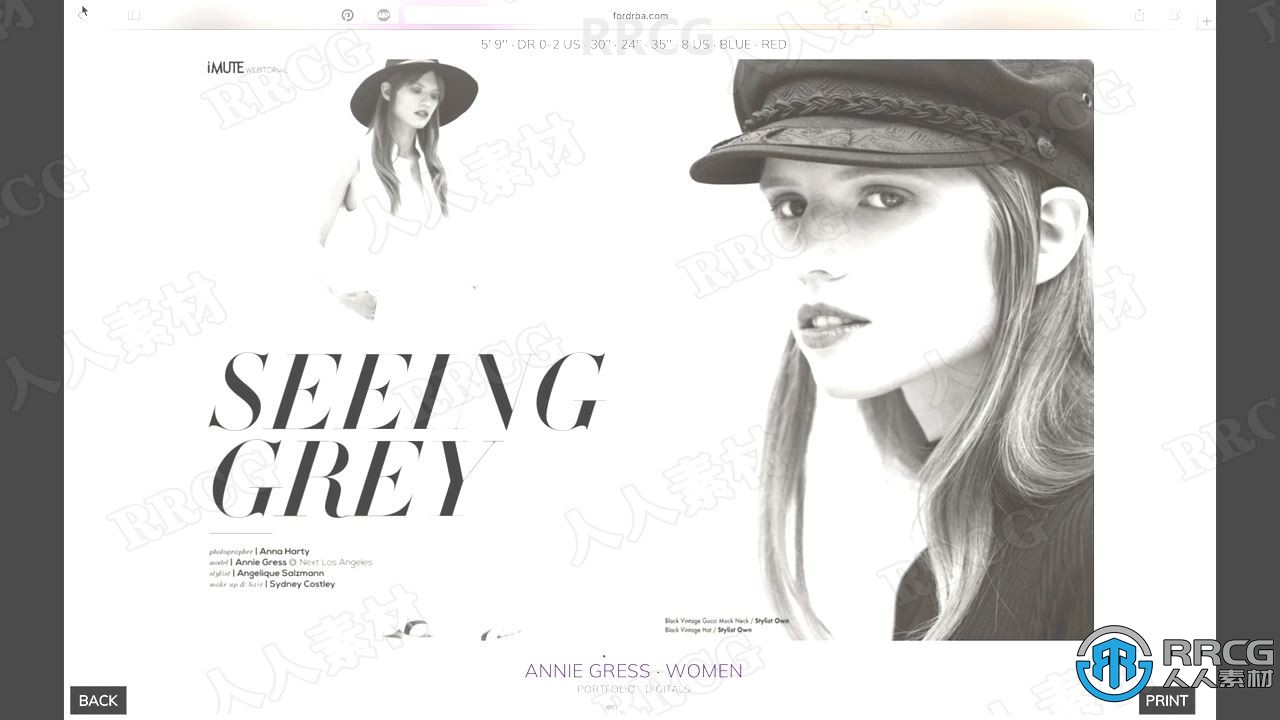 fordrba.com
5' 9" · DR 0-2 US · 30" · 24" · 35" · 8 US · BLUE · RED
iMUTE WEBITORIAL
SEEING
GREY
photographer | Anna Harty
model | Annie Gress @ Next Los Angeles
stylist | Angelique Salzmann
make up & hair | Sydney Costley
Black Vintage Gucci Mock Neck / Stylist Own
Black Vintage Hat / Stylist Own
ANNIE GRESS · WOMEN
PORTFOLIO · DIGITALS
BACK
PRINT
RRCG
人人素材